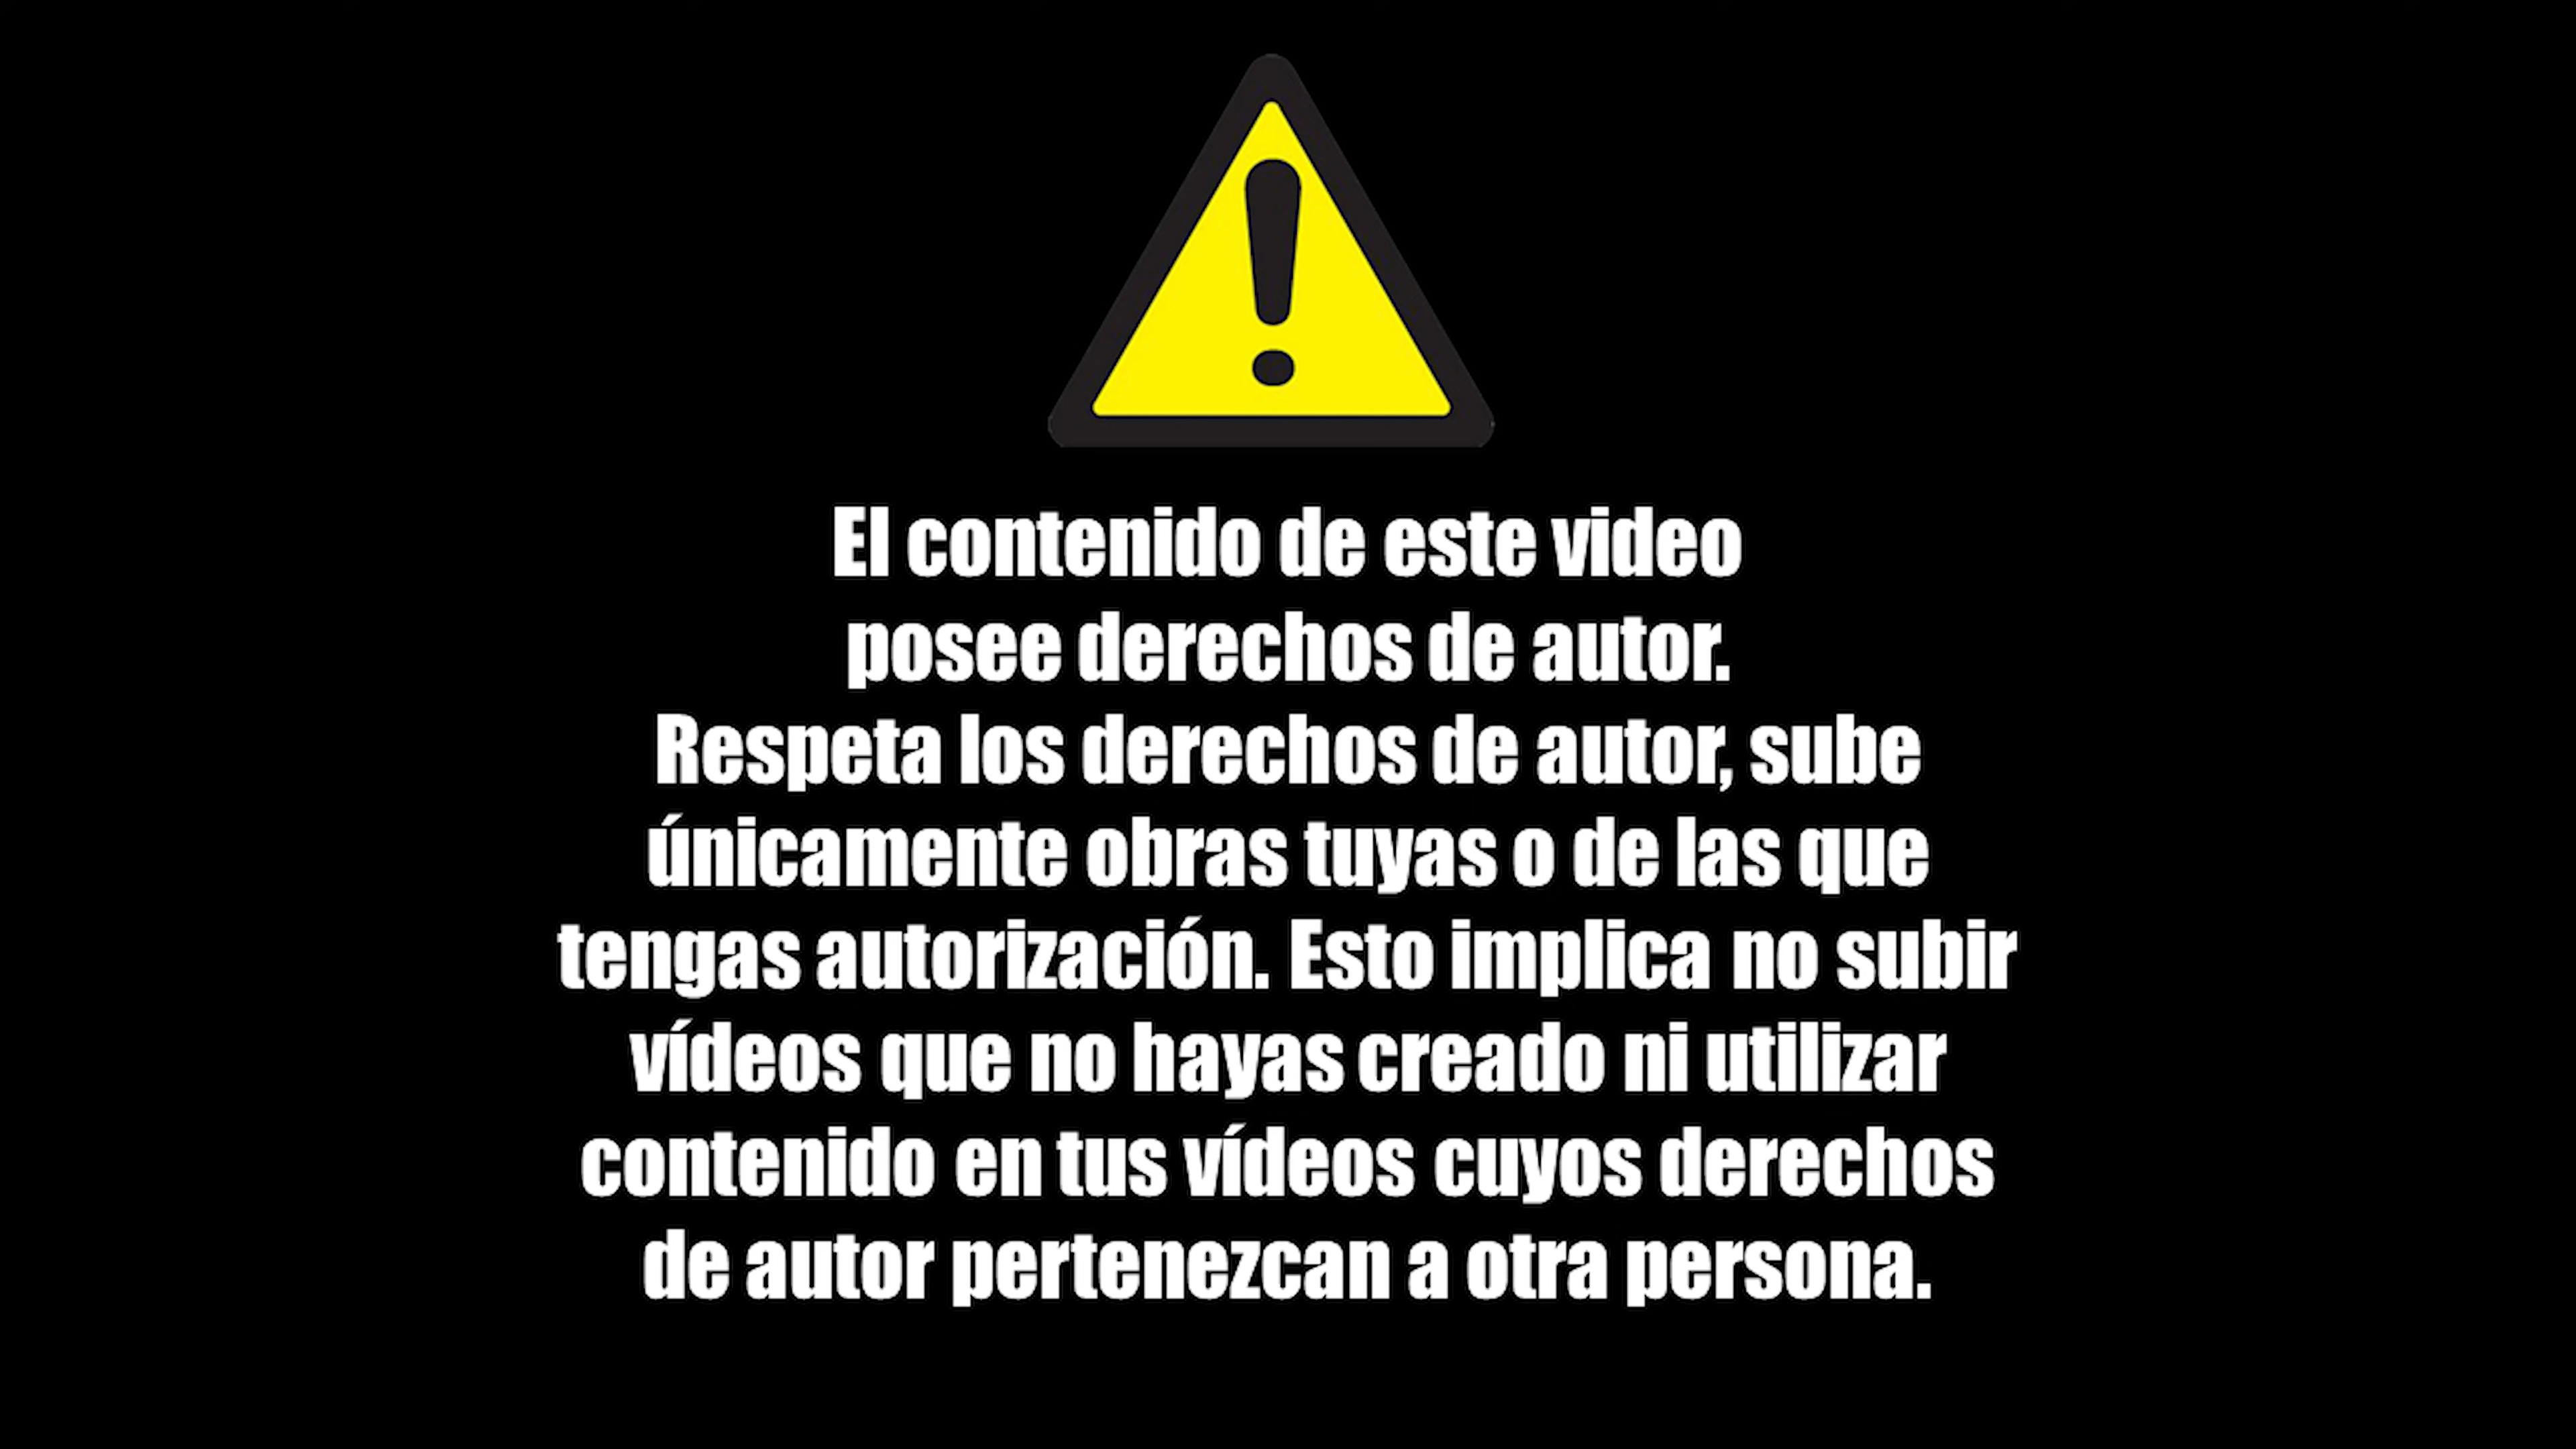 El contenido de este video
posee derechos de autor.
Respeta los derechos de autor, sube
únicamente obras tuyas o de las que
tengas autorización. Esto implica no subir
vídeos que no hayas creado ni utilizar
contenido en tus vídeos cuyos derechos
de autor pertenezcan a otra persona.